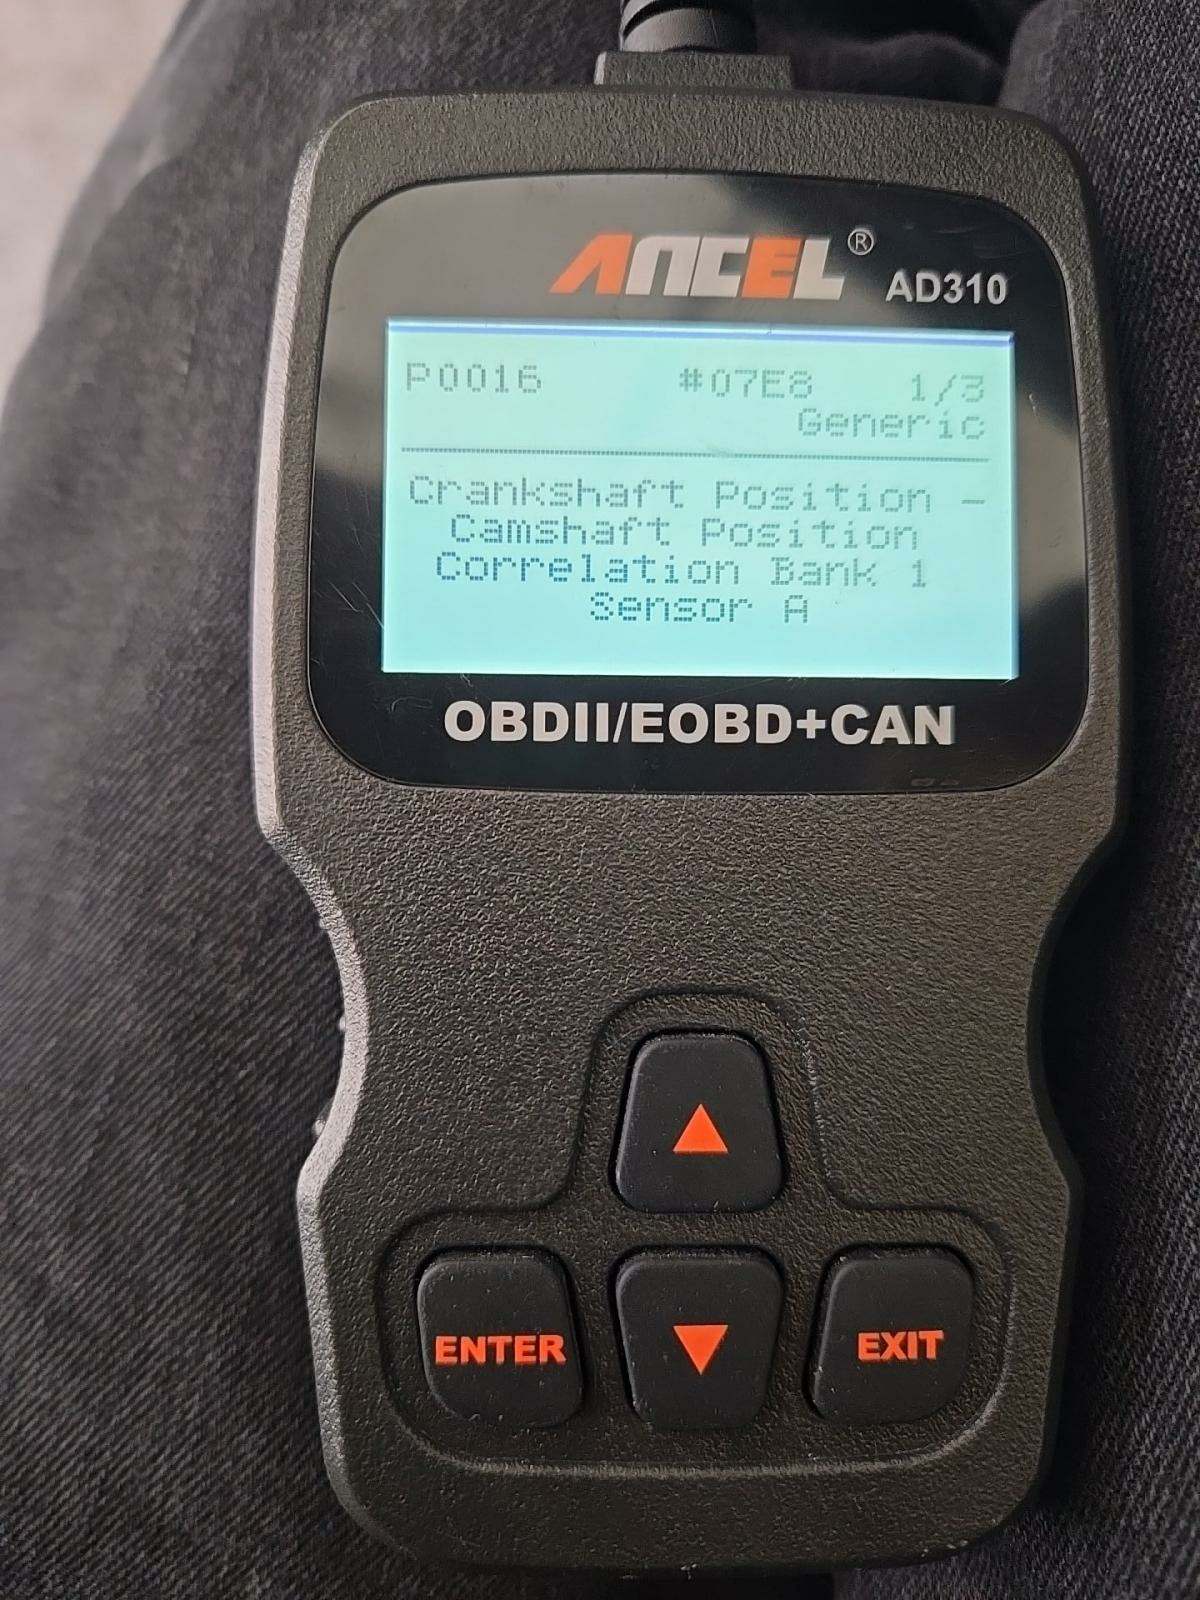 ANCEL® AD310
P0016 #07E8 1/3
Generic
Crankshaft Position -
Camshaft Position
Correlation Bank 1
Sensor A
OBDII/EOBD+CAN
ENTER EXIT